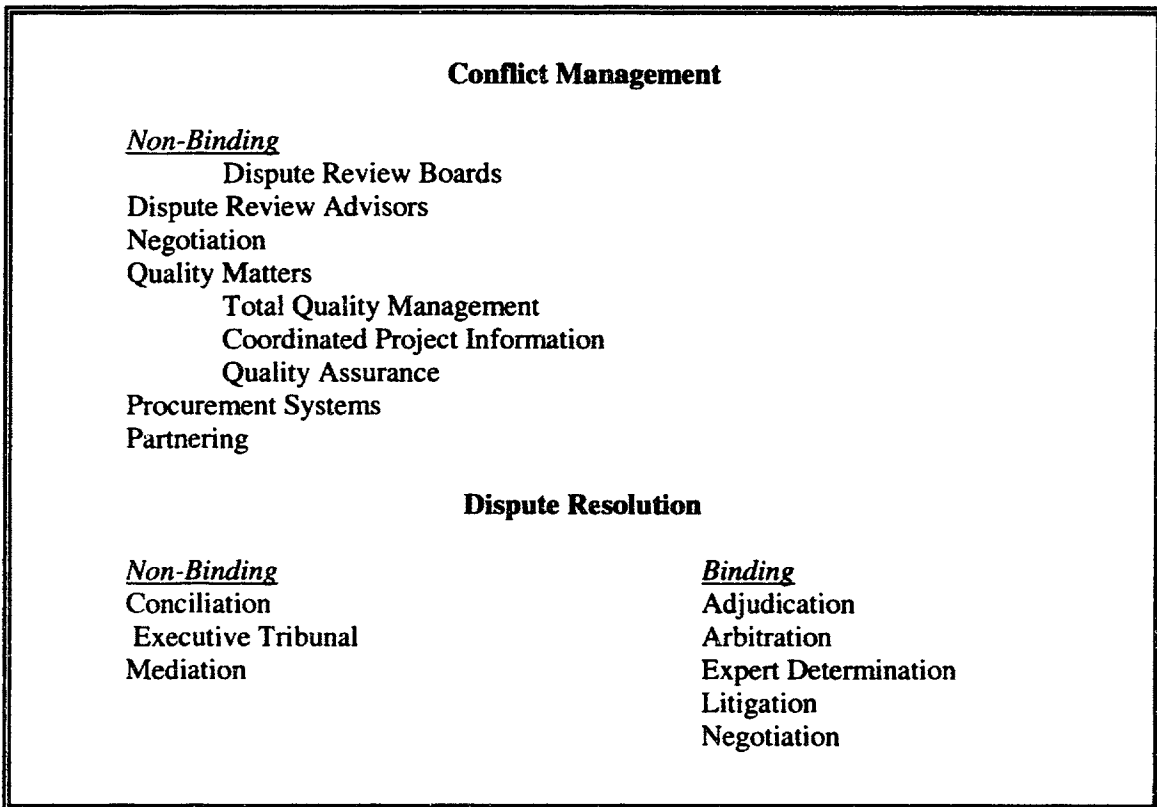 Conflict Management
Non-Binding
Dispute Review Boards
Dispute Review Advisors
Negotiation
Quality Matters
Total Quality Management
Coordinated Project Information
Quality Assurance
Procurement Systems
Partnering
Dispute Resolution
Non-Binding
Conciliation
Executive Tribunal
Mediation
Binding
Adjudication
Arbitration
Expert Determination
Litigation
Negotiation